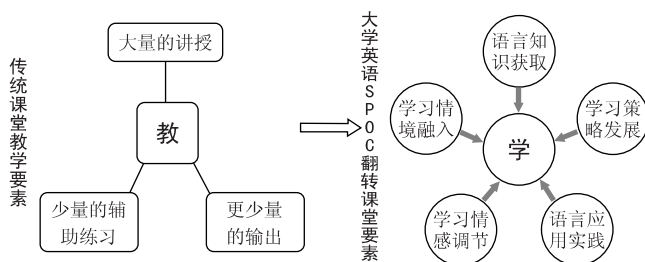 传统课堂教学要素
大量的讲授
教
少量的辅
助练习
更少量
的输出
大学英语SPOC翻转课堂要素
语言知
识获取
学习情
境融入
学习策
略发展
学
学习情
感调节
语言应
用实践